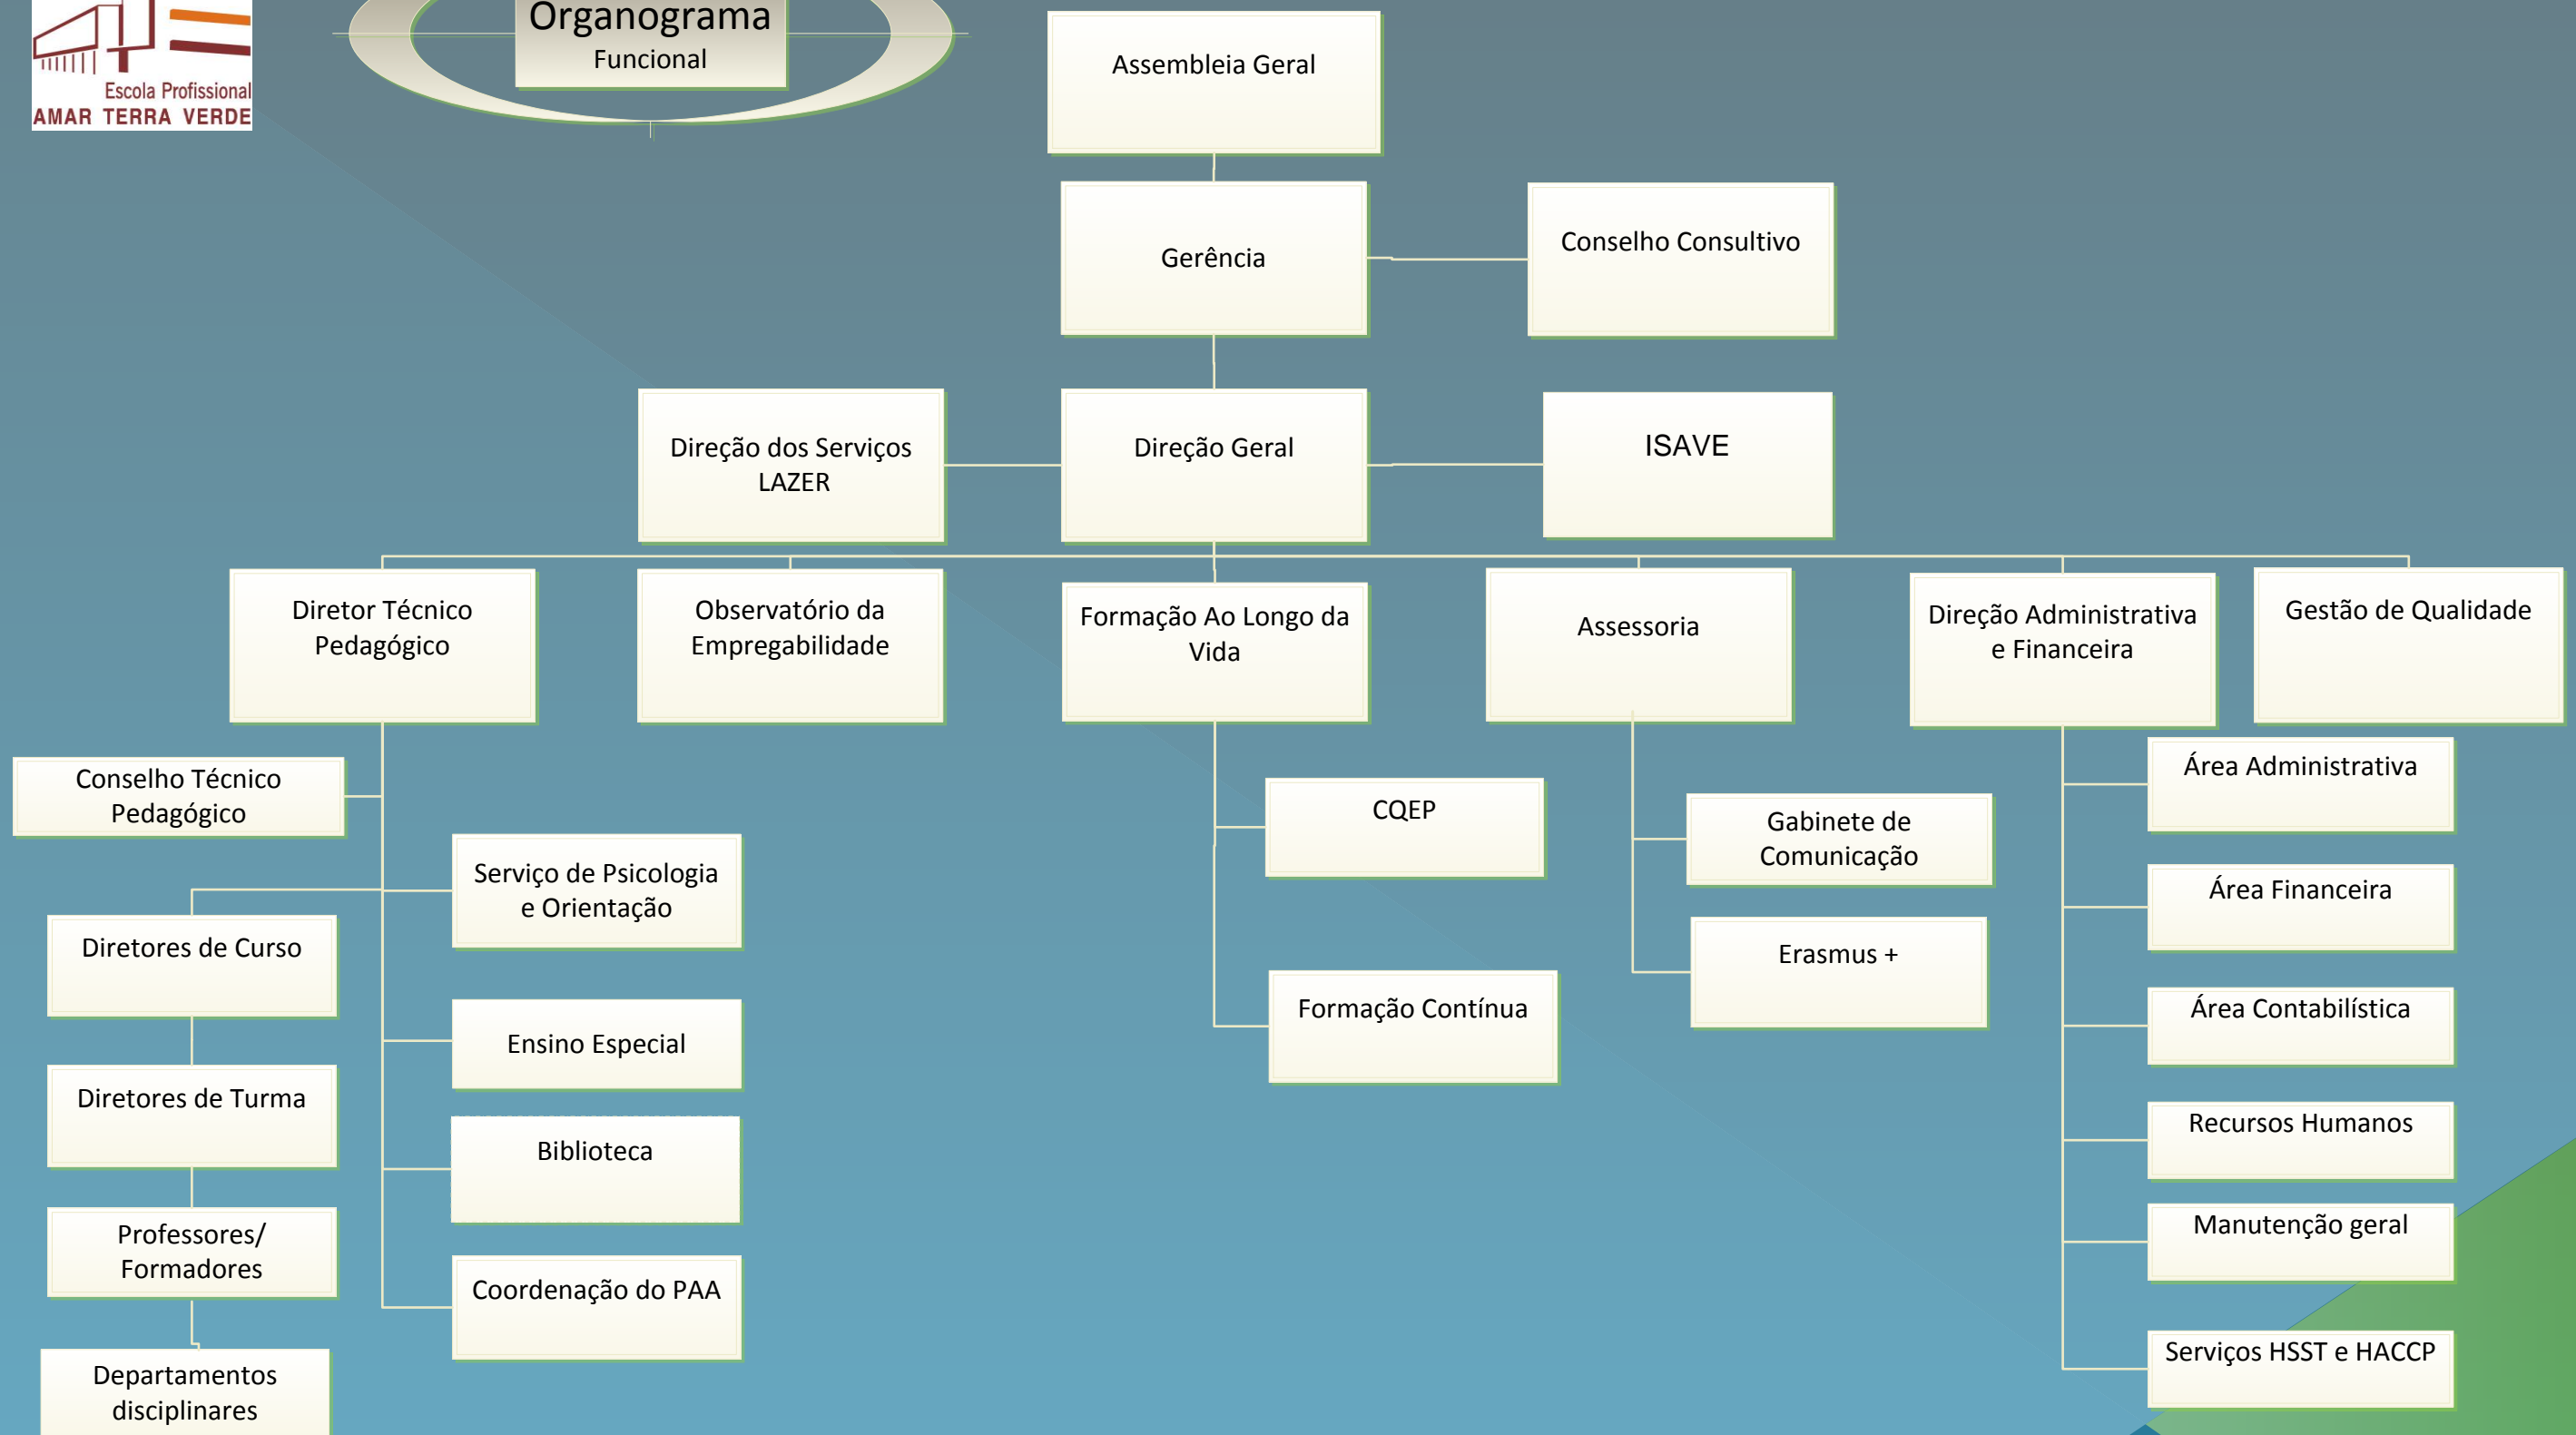 Escola Profissional
AMAR TERRA VERDE
Organograma
Funcional
Assembleia Geral
Gerência
Conselho Consultivo
Direção dos Serviços
LAZER
Direção Geral
ISAVE
Diretor Técnico
Pedagógico
Observatório da
Empregabilidade
Formação Ao Longo da
Vida
Assessoria
Direção Administrativa
e Financeira
Gestão de Qualidade
Conselho Técnico
Pedagógico
Serviço de Psicologia
e Orientação
Diretores de Curso
Ensino Especial
Diretores de Turma
Biblioteca
Professores/
Formadores
Coordenação do PAA
Departamentos
disciplinares
CQEP
Formação Contínua
Gabinete de
Comunicação
Erasmus +
Área Administrativa
Área Financeira
Área Contabilística
Recursos Humanos
Manutenção geral
Serviços HSST e HACCP